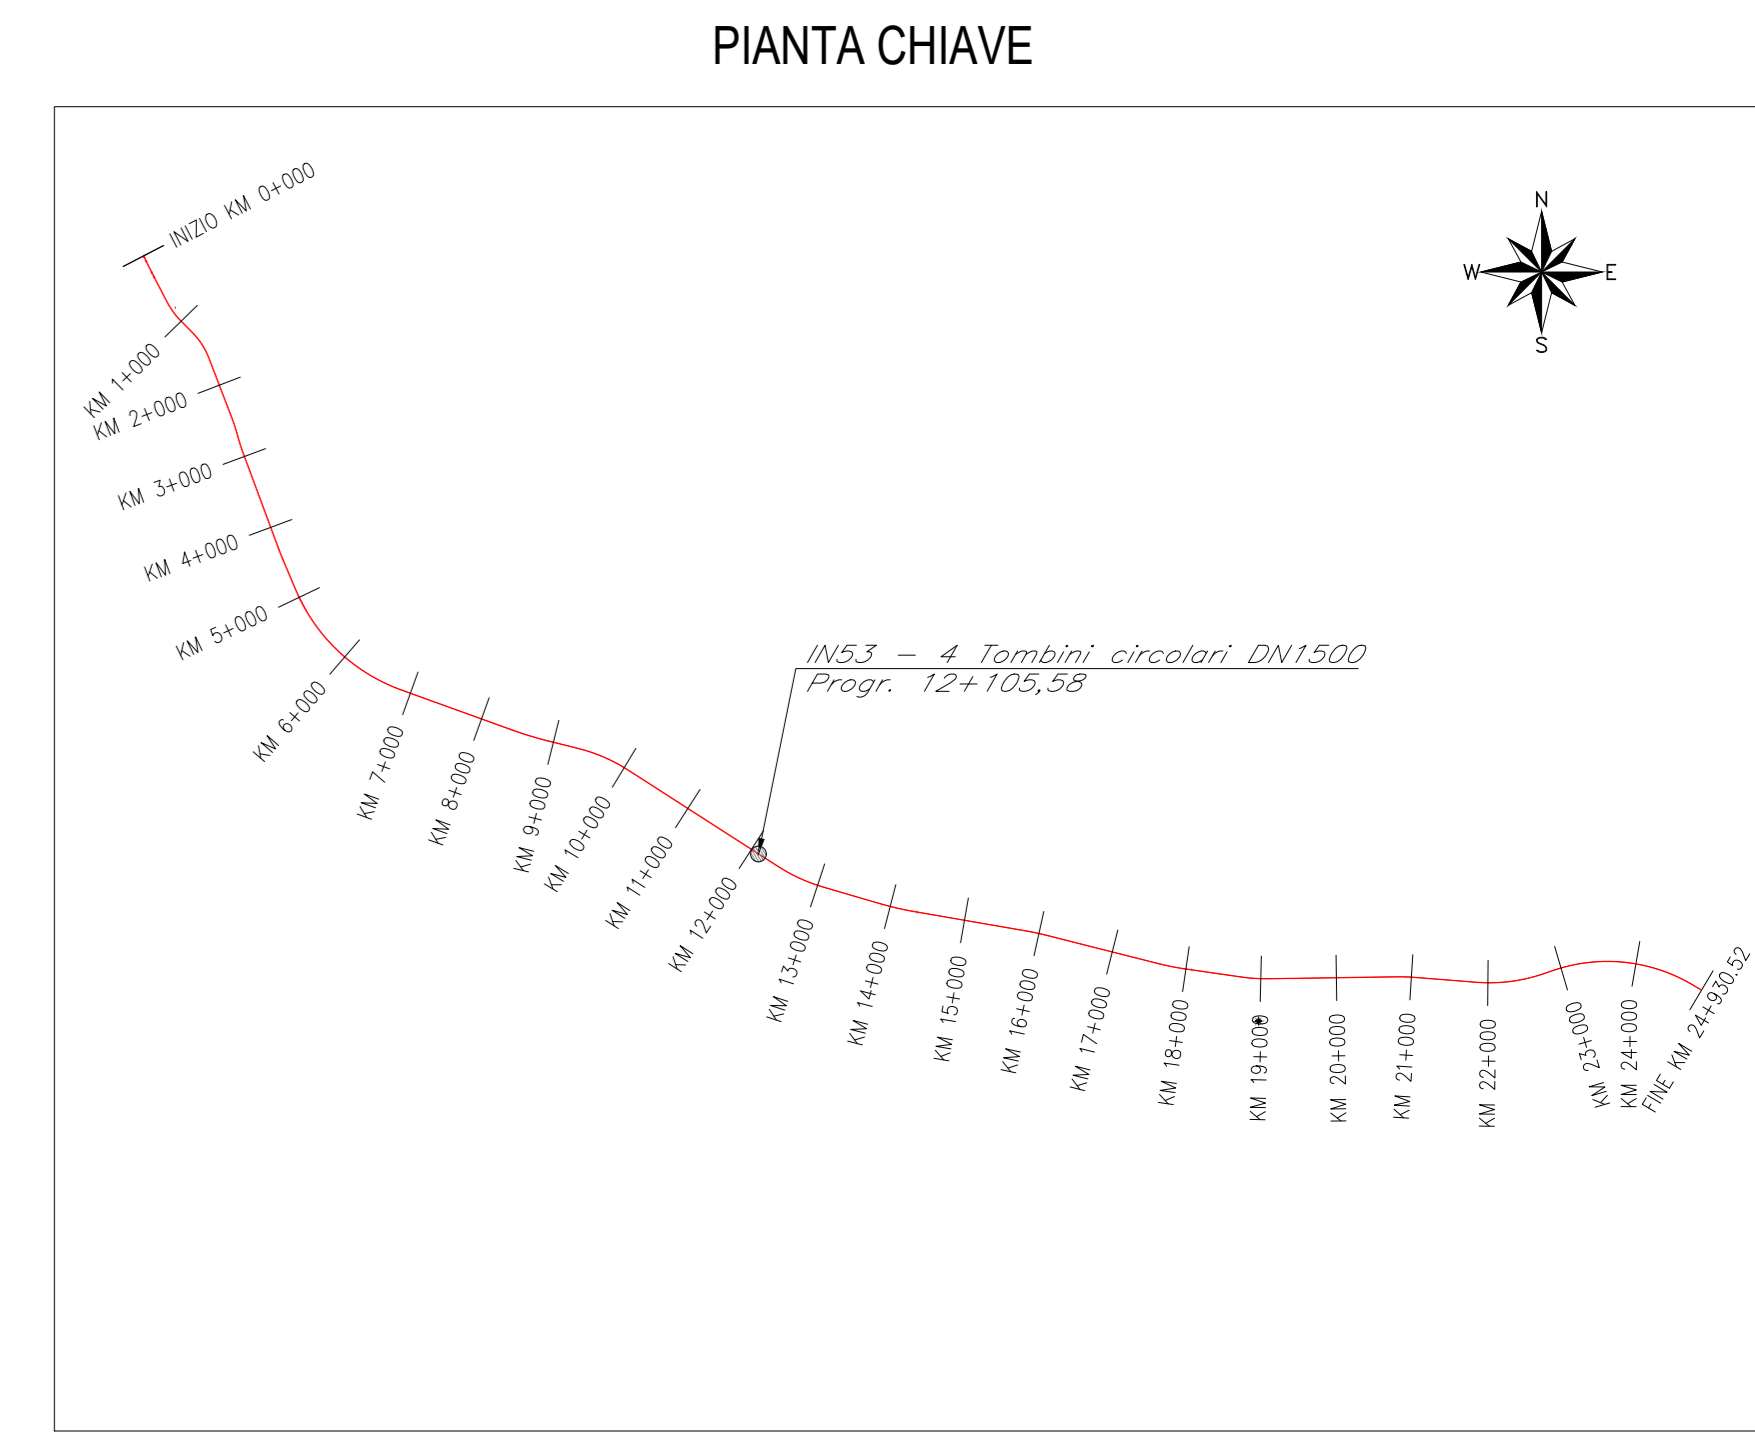 PIANTA CHIAVE
INIZIO KM 0+000
N
W
E
S
KM 1+000
KM 2+000
KM 3+000
KM 4+000
KM 5+000
KM 6+000
KM 7+000
KM 8+000
KM 9+000
KM 10+000
KM 11+000
KM 12+000
IN53 - 4 Tombini circolari DN1500
Progr. 12+105,58
KM 13+000
KM 14+000
KM 15+000
KM 16+000
KM 17+000
KM 18+000
KM 19+000
KM 20+000
KM 21+000
KM 22+000
KM 23+000
KM 24+000
FINE KM 24+930.52